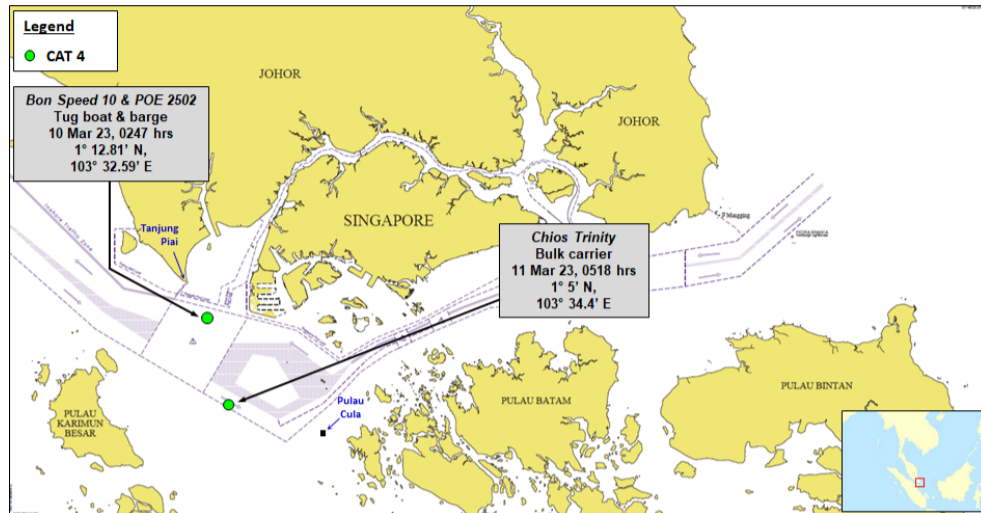 Legend
CAT 4
JOHOR
JOHOR
Bon Speed 10 & POE 2502
Tug boat & barge
10 Mar 23, 0247 hrs
1° 12.81' N,
103° 32.59' E
SINGAPORE
Tanjung
Piai
Chios Trinity
Bulk carrier
11 Mar 23, 0518 hrs
1° 5' N,
103° 34.4' E
PULAU
KARIMUN
BESAR
Pulau
Cula
PULAU BATAM
PULAU BINTAN